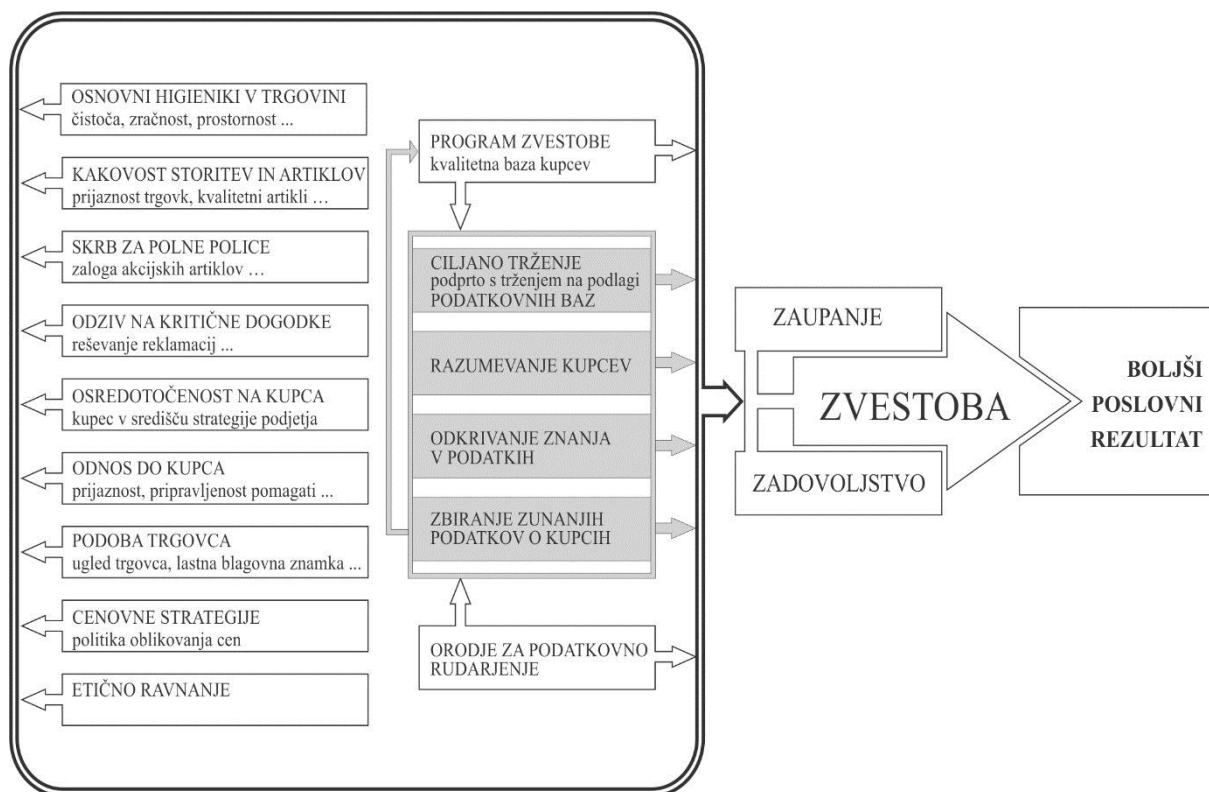 OSNOVNI HIGIENIKI V TRGOVINI
čistoča, zračnost, prostornost ...
KAKOVOST STORITEV IN ARTIKLOV
prijaznost trgovk, kvalitetni artikli …
SKRB ZA POLNE POLICE
zaloga akcijskih artiklov …
ODZIV NA KRITIČNE DOGODKE
reševanje reklamacij ...
OSREDOTOČENOST NA KUPCA
kupec v središču strategije podjetja
ODNOS DO KUPCA
prijaznost, pripravljenost pomagati ...
PODOBA TRGOVCA
ugled trgovca, lastna blagovna znamka ...
CENOVNE STRATEGIJE
politika oblikovanja cen
ETIČNO RAVNANJE
PROGRAM ZVESTOBE
kvalitetna baza kupcev
CILJANO TRŽENJE
podprto s trženjem na podlagi
PODATKOVNIH BAZ
RAZUMEVANJE KUPCEV
ODKRIVANJE ZNANJA
V PODATKIH
ZBIRANJE ZUNANJIH
PODATKOV O KUPCIH
ORODJE ZA PODATKOVNO
RUDARJENJE
ZAUPANJE
ZVESTOBA
ZADOVOLJSTVO
BOLJŠI
POSLOVNI
REZULTAT